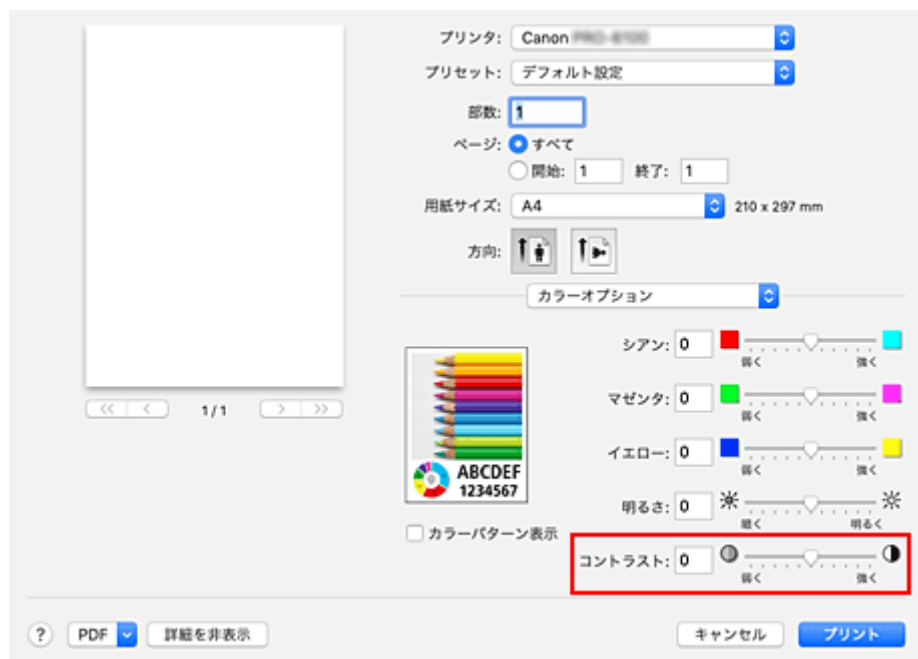 プリンタ: Canon
プリセット: デフォルト設定
部数: 1
ページ: すべて
開始: 1 終了: 1
用紙サイズ: A4 210 x 297 mm
方向:
カラーオプション
シアン: 0
弱く 強く
マゼンタ: 0
弱く 強く
イエロー: 0
弱く 強く
明るさ: 0
暗く 明るく
コントラスト: 0
弱く 強く
ABCDEF
1234567
カラーパターン表示
<< < 1 / 1 > >>
? PDF 詳細を非表示 キャンセル プリント